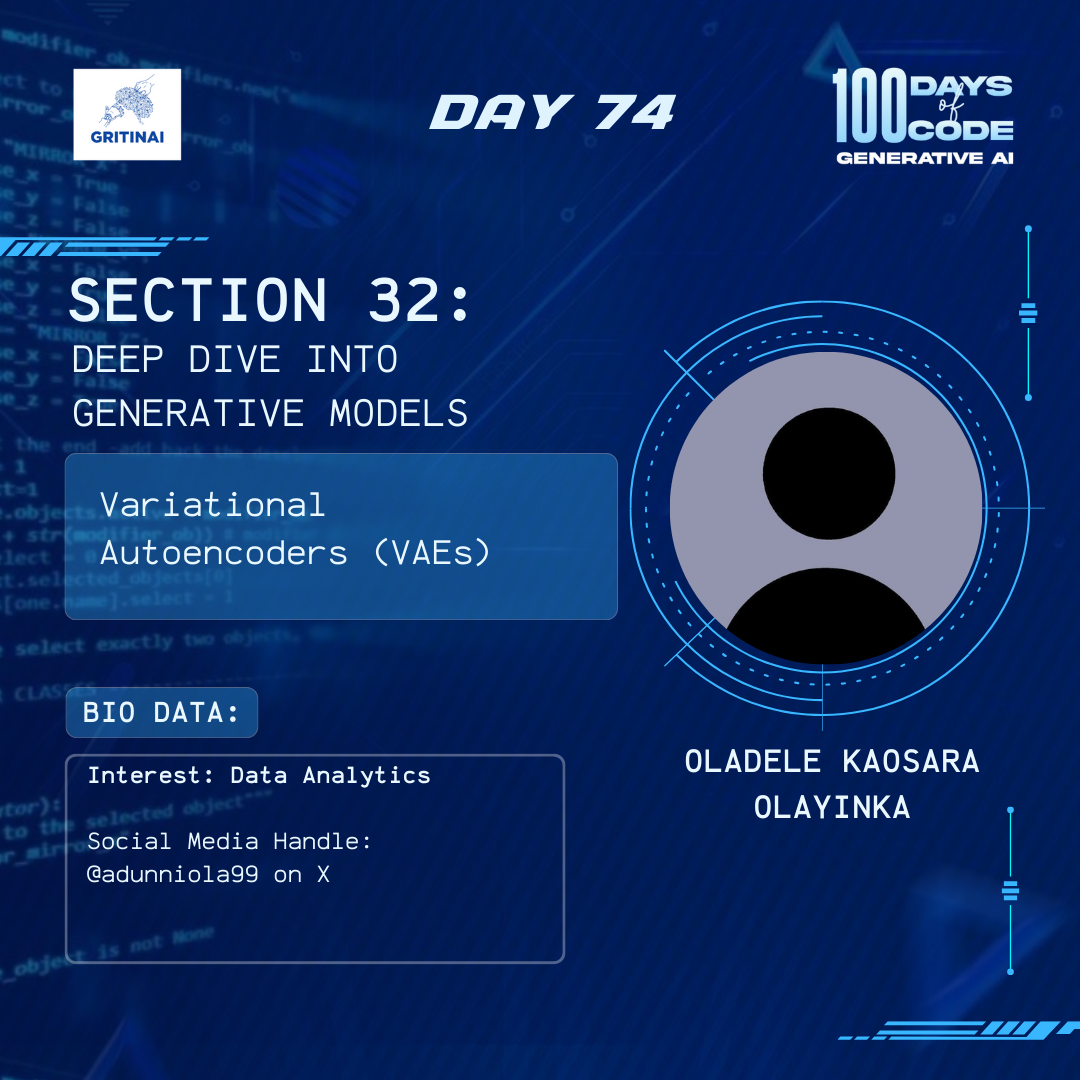 GRITINAI
DAY 74
100 DAYS
of
CODE
GENERATIVE AI
SECTION 32:
DEEP DIVE INTO
GENERATIVE MODELS
Variational
Autoencoders (VAEs)
BIO DATA:
Interest: Data Analytics
Social Media Handle:
@adunniola99 on X
OLADELE KAOSARA
OLAYINKA